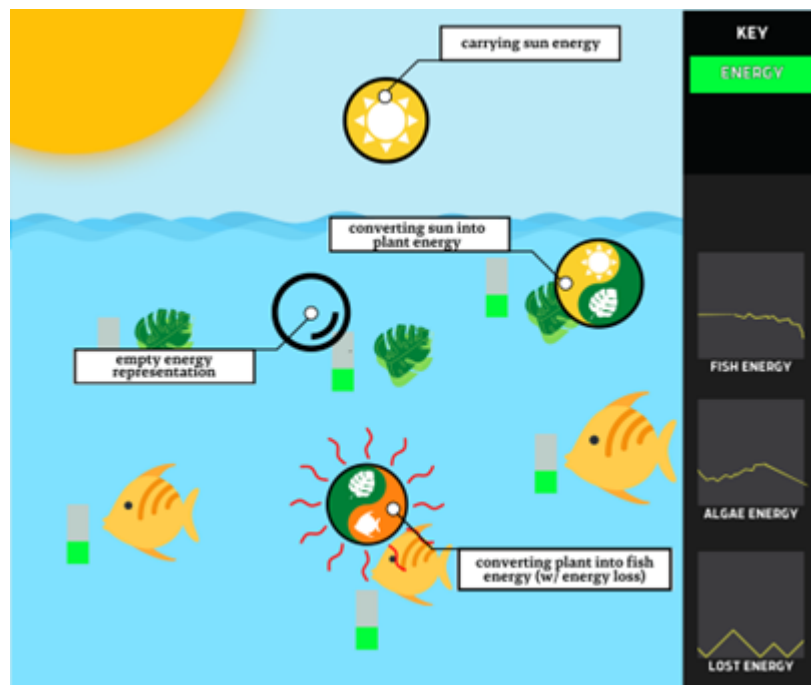 carrying sun energy
KEY
ENERGY
converting sun into
plant energy
empty energy
representation
FISH ENERGY
ALGAE ENERGY
converting plant into fish
energy (w/ energy loss)
LOST ENERGY